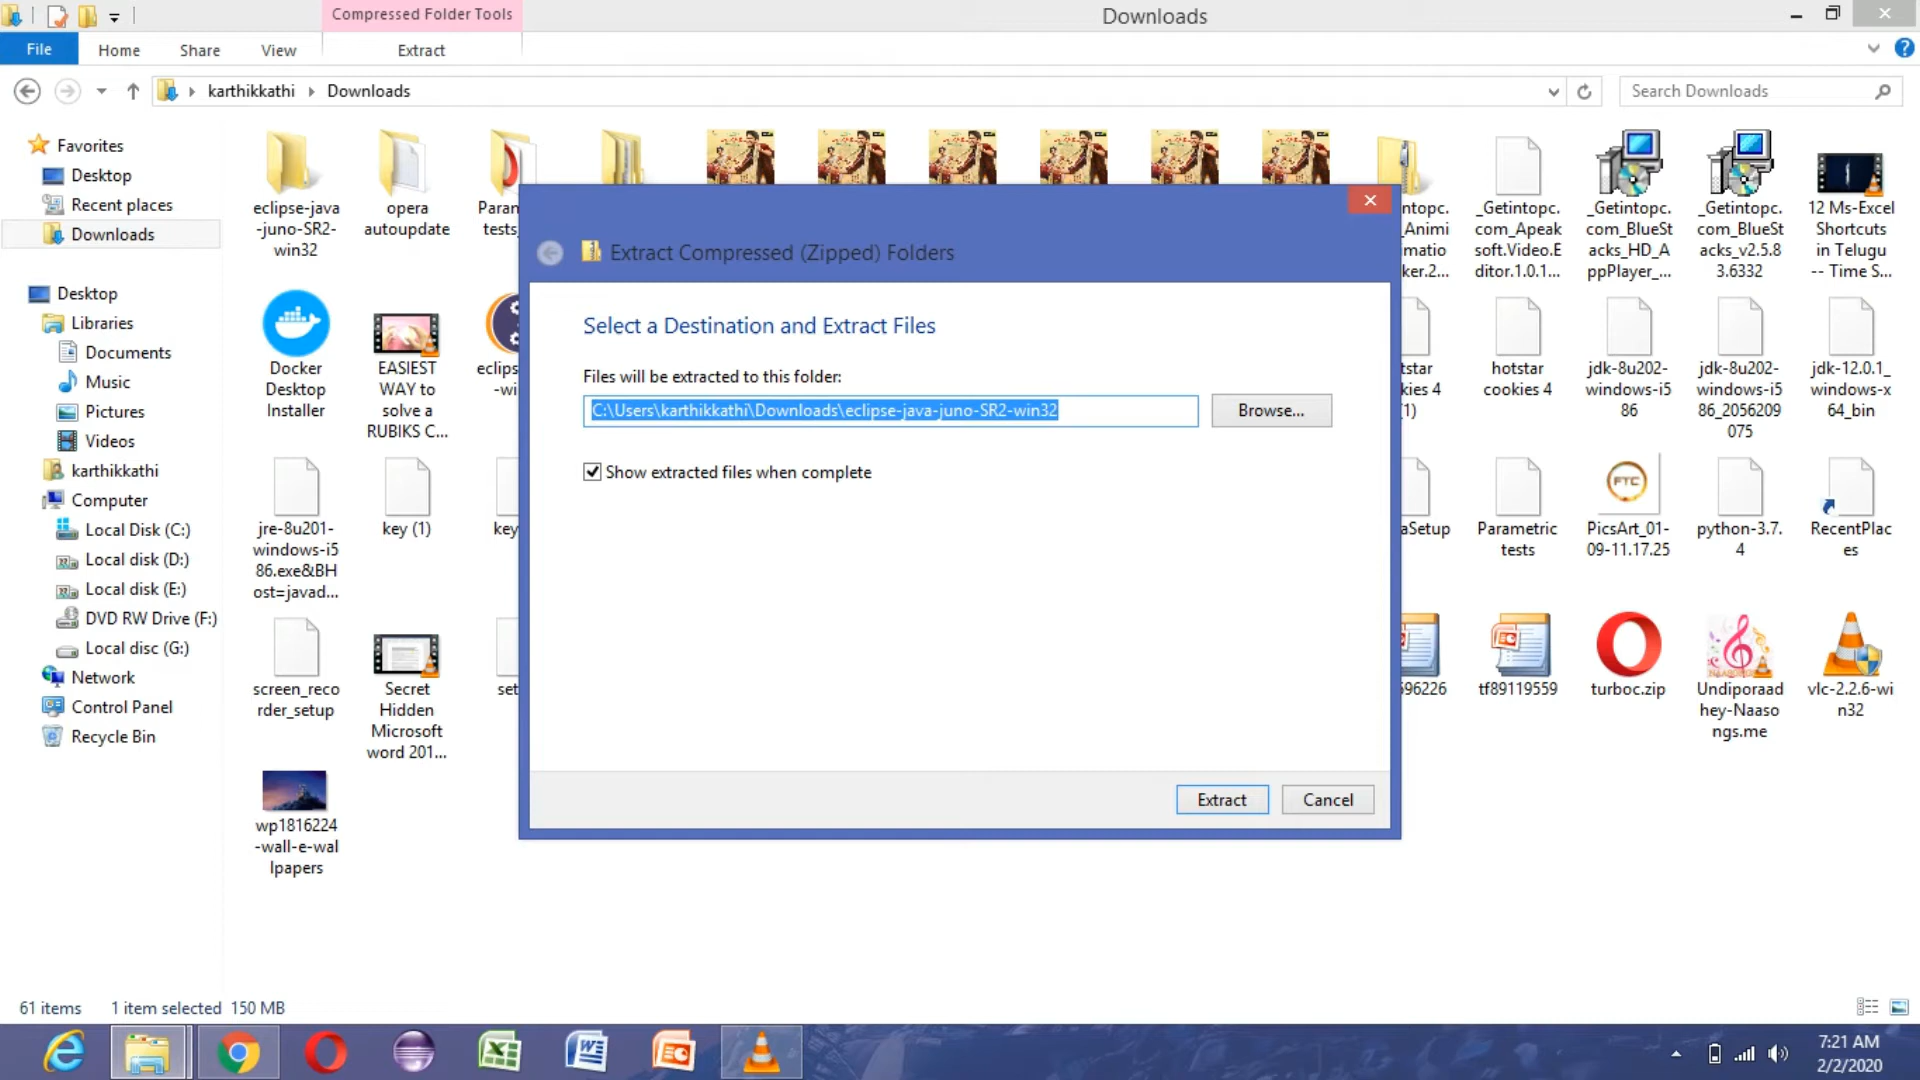 Compressed Folder Tools
Downloads
File
Home
Share
View
Extract
karthikkathi
Downloads
Search Downloads
Favorites
Desktop
Recent places
Downloads
Desktop
Libraries
Documents
Music
Pictures
Videos
karthikkathi
Computer
Local Disk (C:)
Local disk (D:)
Local disk (E:)
DVD RW Drive (F:)
Local disc (G:)
Network
Control Panel
Recycle Bin
eclipse-java
-juno-SR2-
win32
opera
autoupdate
Param
tests_
ntopc.
_Animi
matio
ker.2...
_Getintopc.
com_Apeak
soft.Video.E
ditor.1.0.1...
_Getintopc.
com_BlueSt
acks_HD_A
ppPlayer_...
_Getintopc.
com_BlueSt
acks_v2.5.8
3.6332
12 Ms-Excel
Shortcuts
in Telugu
-- Time S...
Docker
Desktop
Installer
EASIEST
WAY to
solve a
RUBIKS C...
eclips
-wi
tstar
kies 4
(1)
hotstar
cookies 4
jdk-8u202-
windows-i5
86
jdk-8u202-
windows-i5
86_2056209
075
jdk-12.0.1_
windows-x
64_bin
jre-8u201-
windows-i5
86.exe&BH
ost=javad...
key (1)
key
aSetup
Parametric
tests
FTC
PicsArt_01-
09-11.17.25
python-3.7.
4
RecentPlac
es
screen_reco
rder_setup
Secret
Hidden
Microsoft
word 201...
set
596226
tf89119559
turboc.zip
Undiporaad
hey-Naaso
ngs.me
vlc-2.2.6-wi
n32
wp1816224
-wall-e-wal
lpapers
Extract Compressed (Zipped) Folders
Select a Destination and Extract Files
Files will be extracted to this folder:
C:\Users\karthikkathi\Downloads\eclipse-java-juno-SR2-win32
Browse...
Show extracted files when complete
Extract
Cancel
61 items
1 item selected 150 MB
7:21 AM
2/2/2020